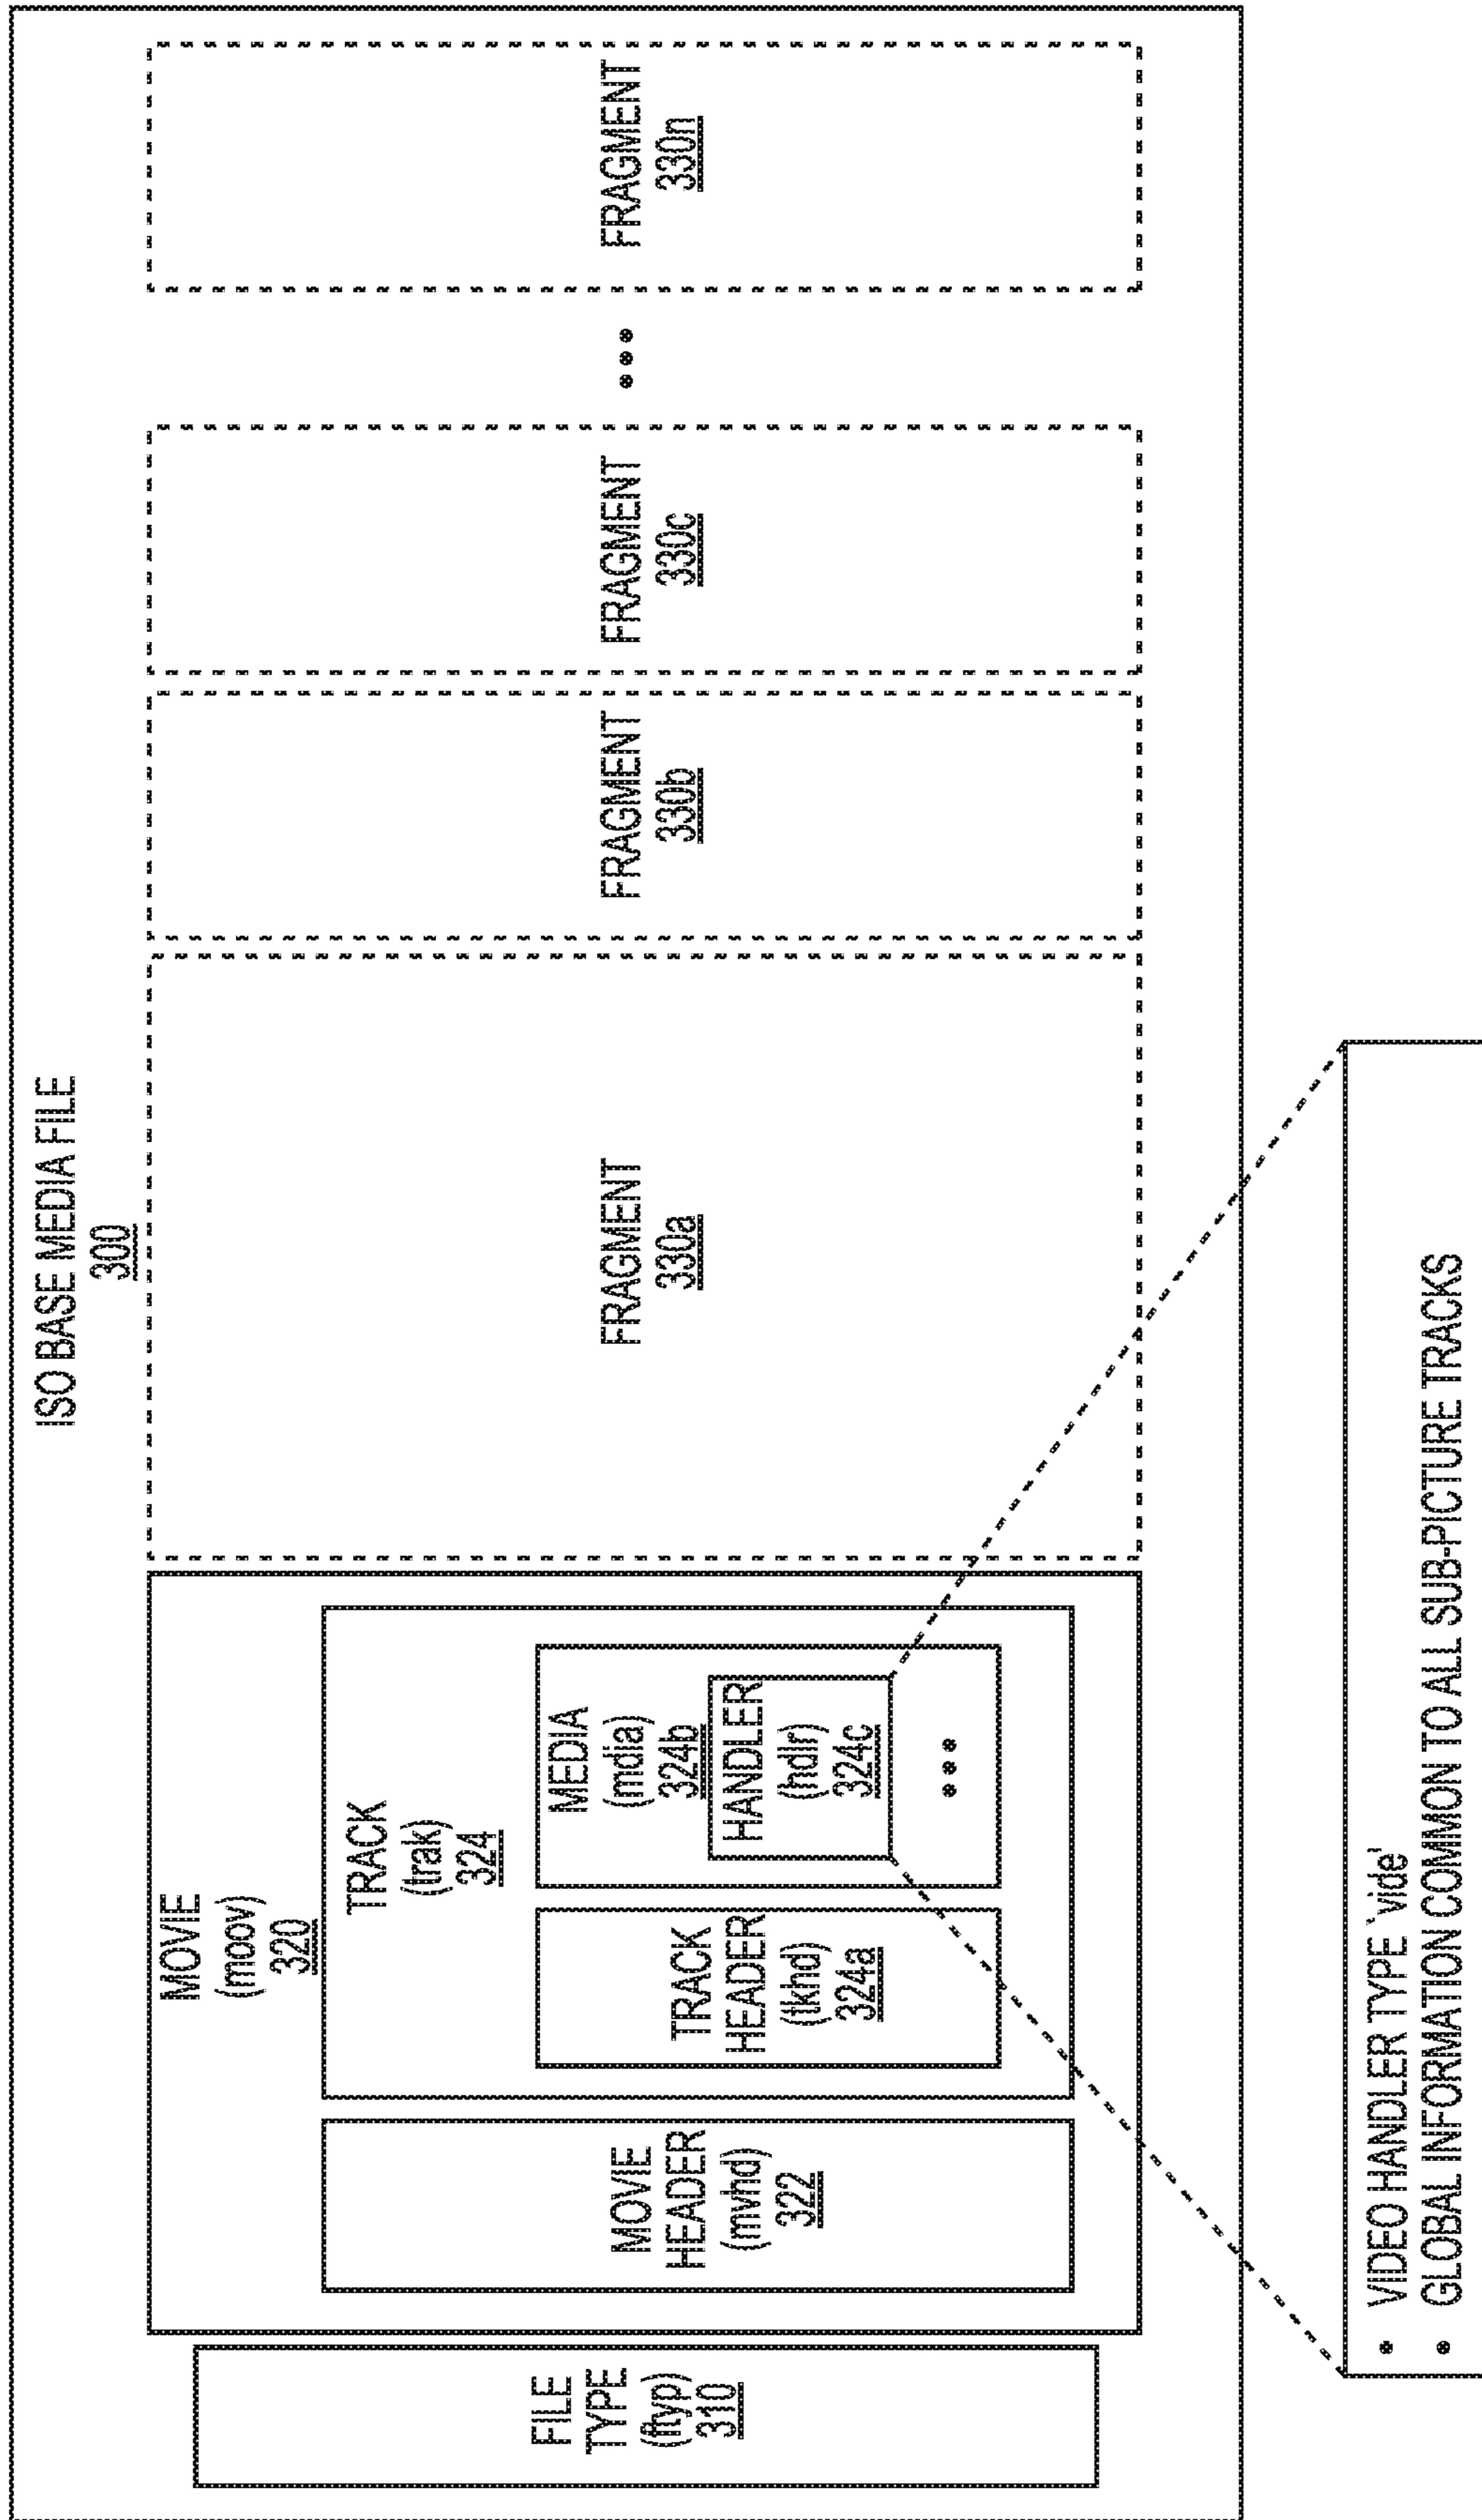 ISO BASE MEDIA FILE
300
FILE
TYPE
(ftyp)
310
MOVIE
(moov)
320
MOVIE
HEADER
(mvhd)
322
TRACK
(trak)
324
TRACK
HEADER
(tkhd)
324a
MEDIA
(mdia)
324b
HANDLER
(hdlr)
324c
•••
FRAGMENT
330a
FRAGMENT
330b
FRAGMENT
330c
•••
FRAGMENT
330n
• VIDEO HANDLER TYPE `vide'
• GLOBAL INFORMATION COMMON TO ALL SUB-PICTURE TRACKS